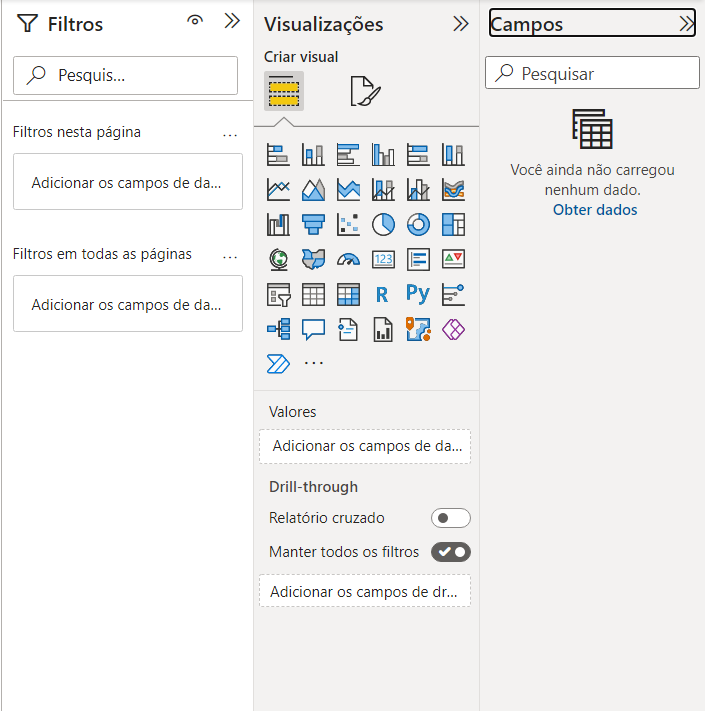 Filtros
Pesquis...
Filtros nesta página
...
Adicionar os campos de da...
Filtros em todas as páginas
...
Adicionar os campos de da...
Visualizações
Criar visual
123
R
Py
...
Valores
Adicionar os campos de da...
Drill-through
Relatório cruzado
Manter todos os filtros
Adicionar os campos de dr...
Campos
Pesquisar
Você ainda não carregou
nenhum dado.
Obter dados